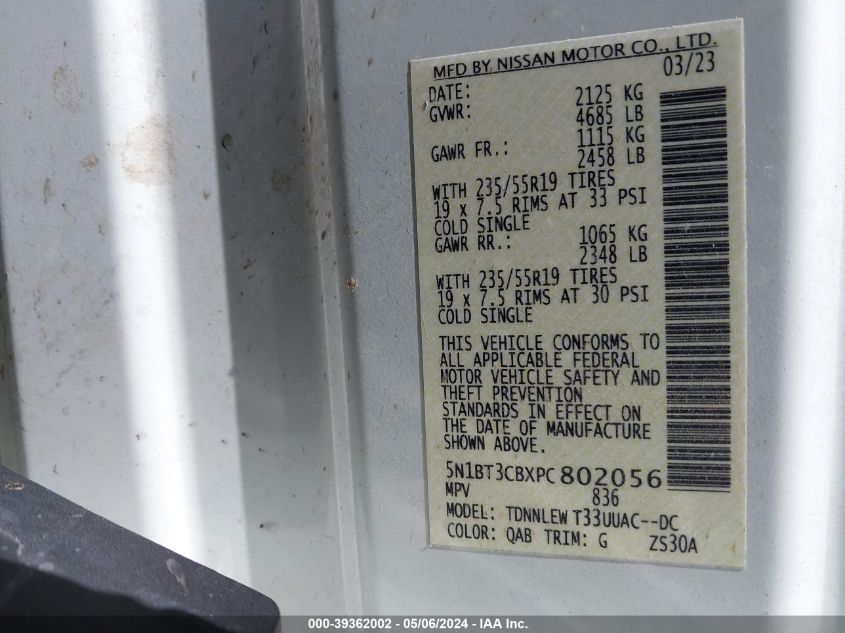 MFD BY NISSAN MOTOR CO., LTD.
DATE: 03/23
GVWR: 2125 KG
4685 LB
GAWR FR.: 1115 KG
2458 LB
WITH 235/55R19 TIRES
19 x 7.5 RIMS AT 33 PSI
COLD SINGLE
GAWR RR.: 1065 KG
2348 LB
WITH 235/55R19 TIRES
19 x 7.5 RIMS AT 30 PSI
COLD SINGLE
THIS VEHICLE CONFORMS TO
ALL APPLICABLE FEDERAL
MOTOR VEHICLE SAFETY AND
THEFT PREVENTION
STANDARDS IN EFFECT ON
THE DATE OF MANUFACTURE
SHOWN ABOVE.
5N1BT3CBXPC802056
MPV 836
MODEL: TDNNLEW T33UUAC--DC
COLOR: QAB TRIM: G ZS30A
000-39362002 - 05/06/2024 - IAA Inc.